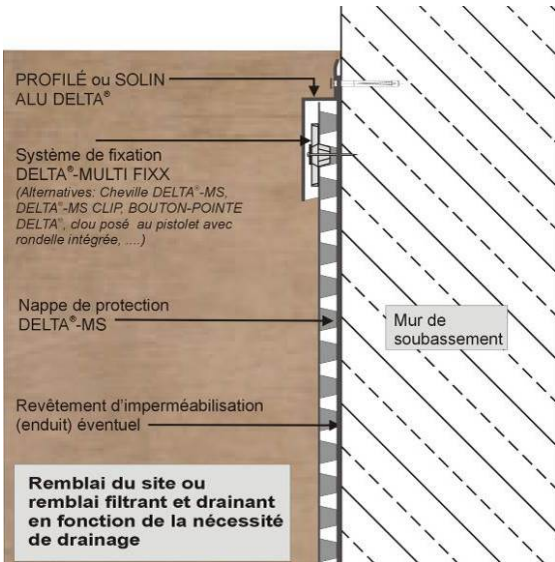 PROFILÉ ou SOLIN
ALU DELTA®
Système de fixation
DELTA®-MULTI FIXX
(Alternatives: Cheville DELTA®-MS,
DELTA®-MS CLIP, BOUTON-POINTE
DELTA®, clou posé au pistolet avec
rondelle intégrée, ....)
Nappe de protection
DELTA®-MS
Mur de
soubassement
Revêtement d'imperméabilisation
(enduit) éventuel
Remblai du site ou
remblai filtrant et drainant
en fonction de la nécessité
de drainage